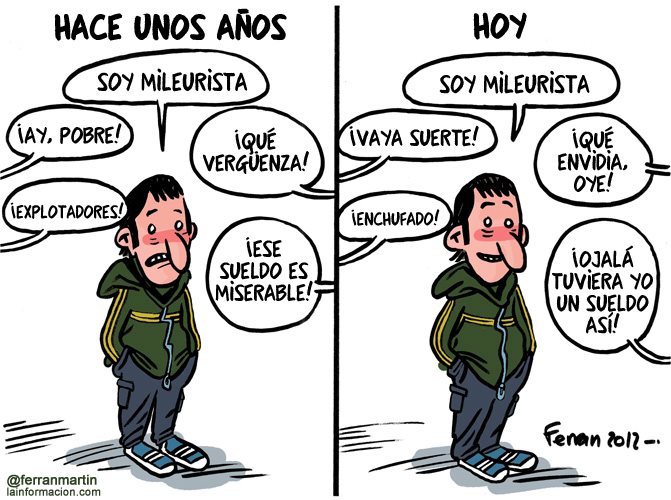 HACE UNOS AÑOS
SOY MiLEURISTA
¡AY, POBRE!
¡QUÉ
VERGÜENZA!
¡EXPLOTADORES!
¡ESE
SUELDO ES
MiSERABLE!
@ferranmartin
lainformacion.com
HOY
SOY MiLEURISTA
¡VAYA SUERTE!
¡QUÉ
ENVIDIA,
OYE!
¡ENCHUFADO!
¡OJALÁ
TUVIERA YO
UN SUELDO
ASÍ!
Ferran 2012